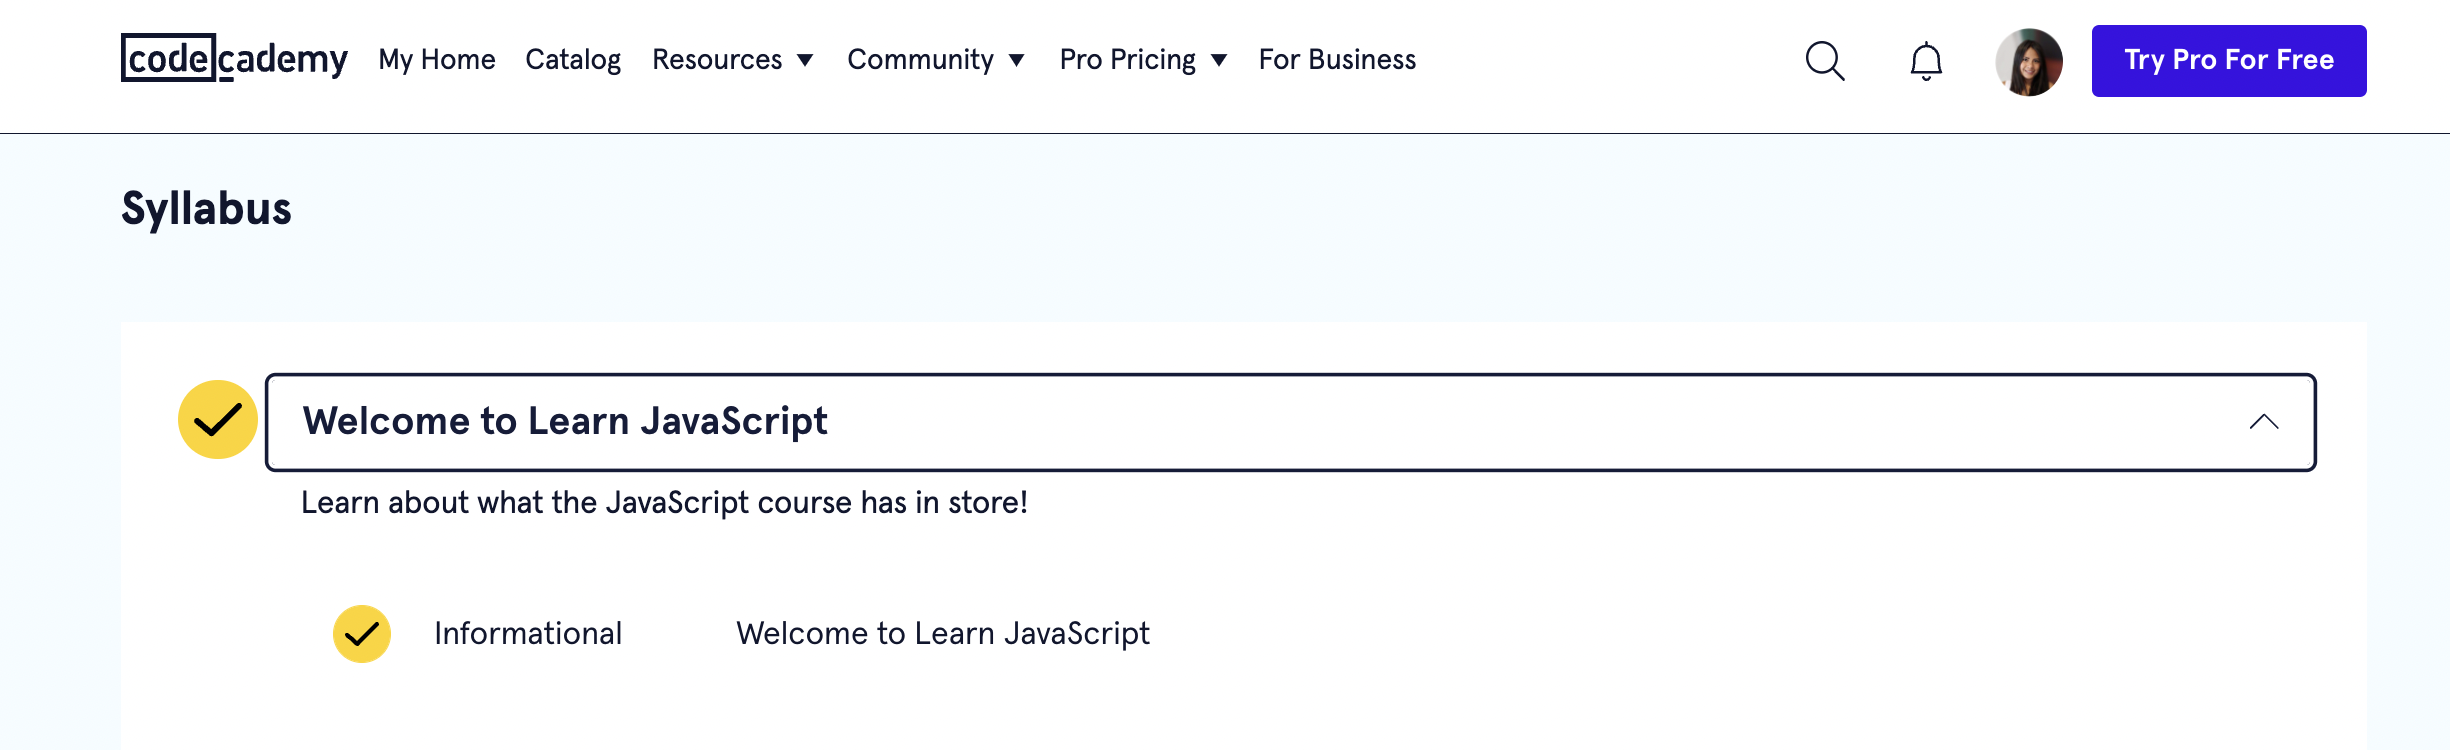 codecademy My Home Catalog Resources Community Pro Pricing For Business Try Pro For Free
Syllabus
Welcome to Learn JavaScript
Learn about what the JavaScript course has in store!
Informational Welcome to Learn JavaScript